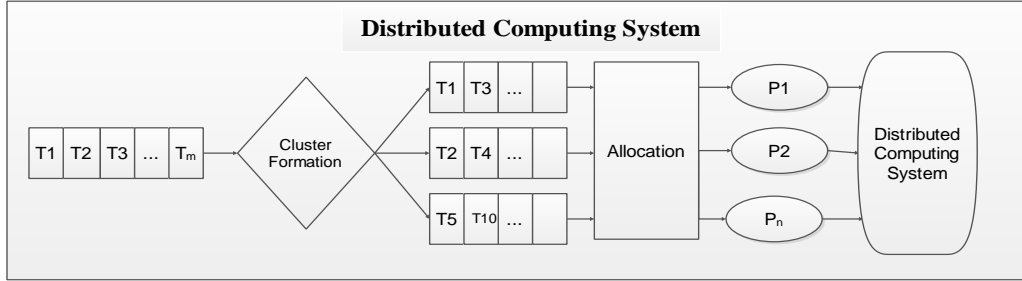 Distributed Computing System
T1 T2 T3 ... Tm
Cluster
Formation
T1 T3 ...
T2 T4 ...
T5 T10 ...
Allocation
P1
P2
Pn
Distributed
Computing
System